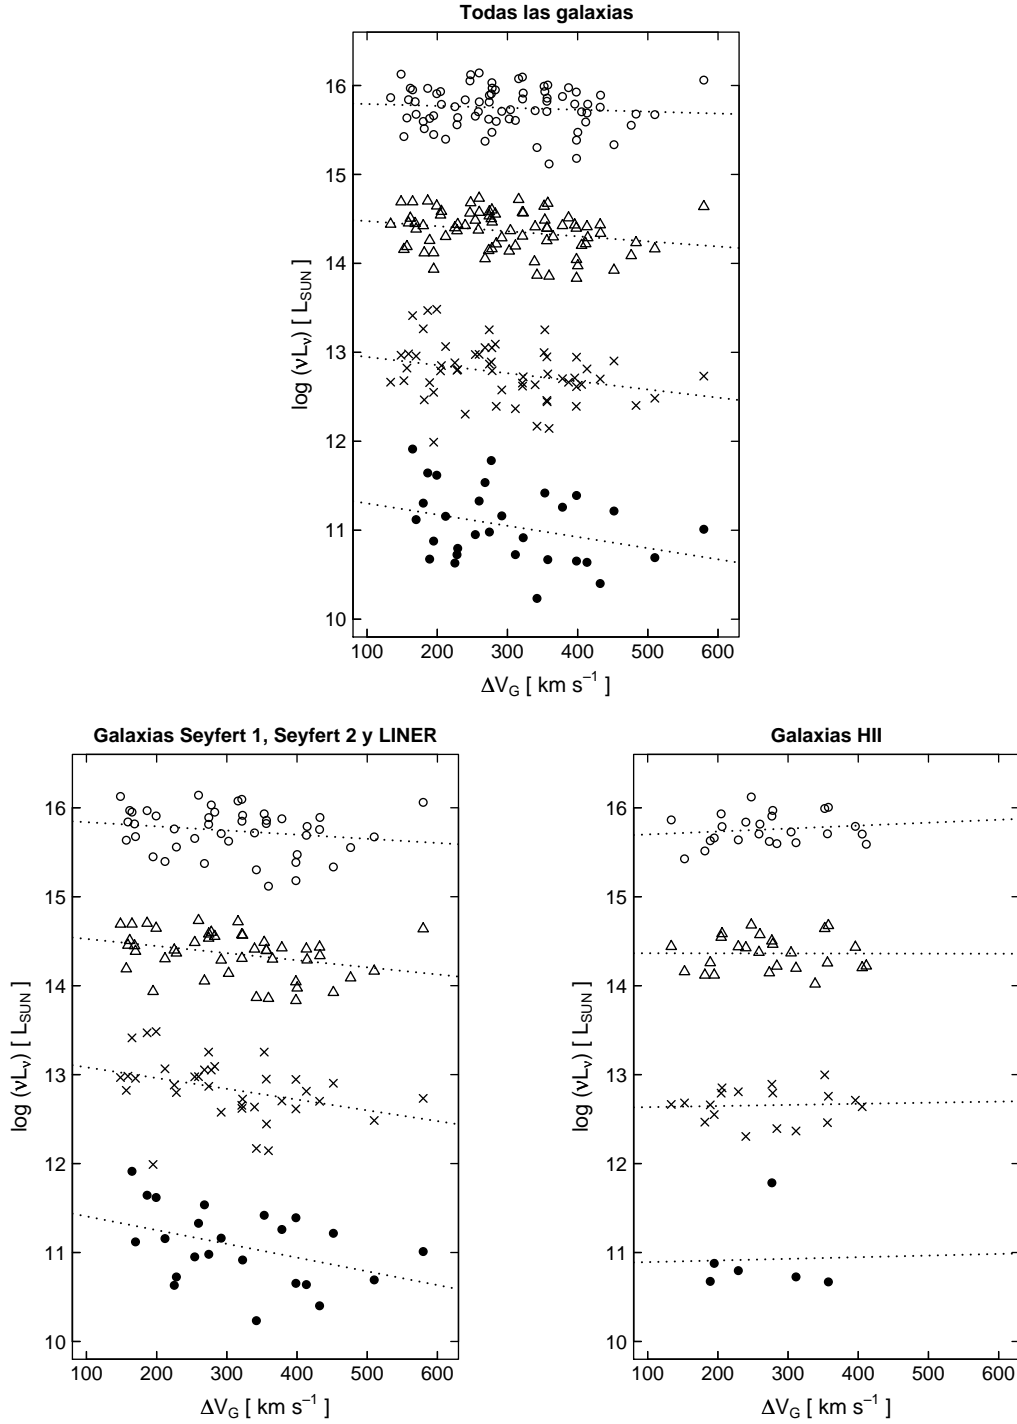 Todas las galaxias
16
15
14
13
12
11
10
log (νLν) [ LSUN ]
100 200 300 400 500 600
ΔVG [ km s−1 ]
Galaxias Seyfert 1, Seyfert 2 y LINER
16
15
14
13
12
11
10
log (νLν) [ LSUN ]
100 200 300 400 500 600
ΔVG [ km s−1 ]
Galaxias HII
16
15
14
13
12
11
10
log (νLν) [ LSUN ]
100 200 300 400 500 600
ΔVG [ km s−1 ]